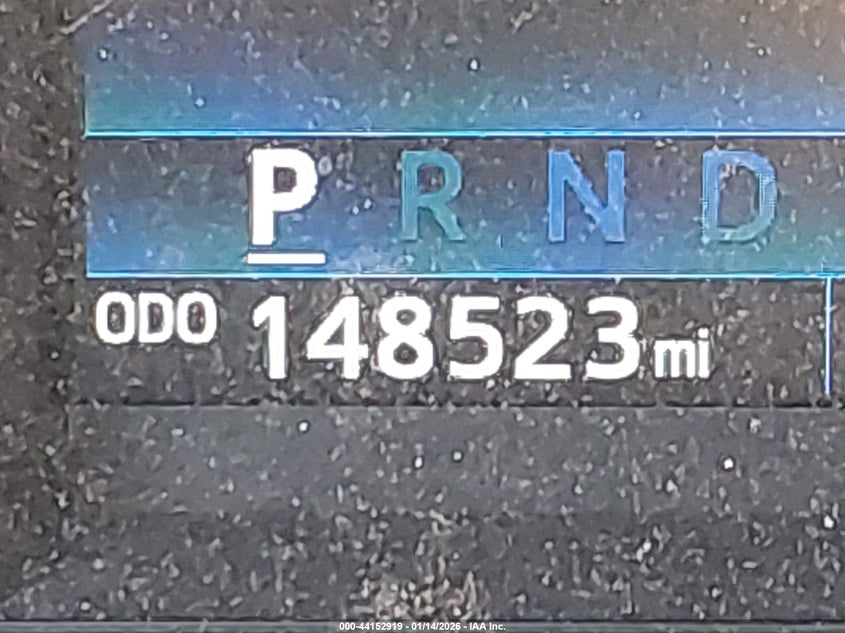 P R N D
ODO 148523 mi
000-44152919 - 01/14/2026 - IAA Inc.